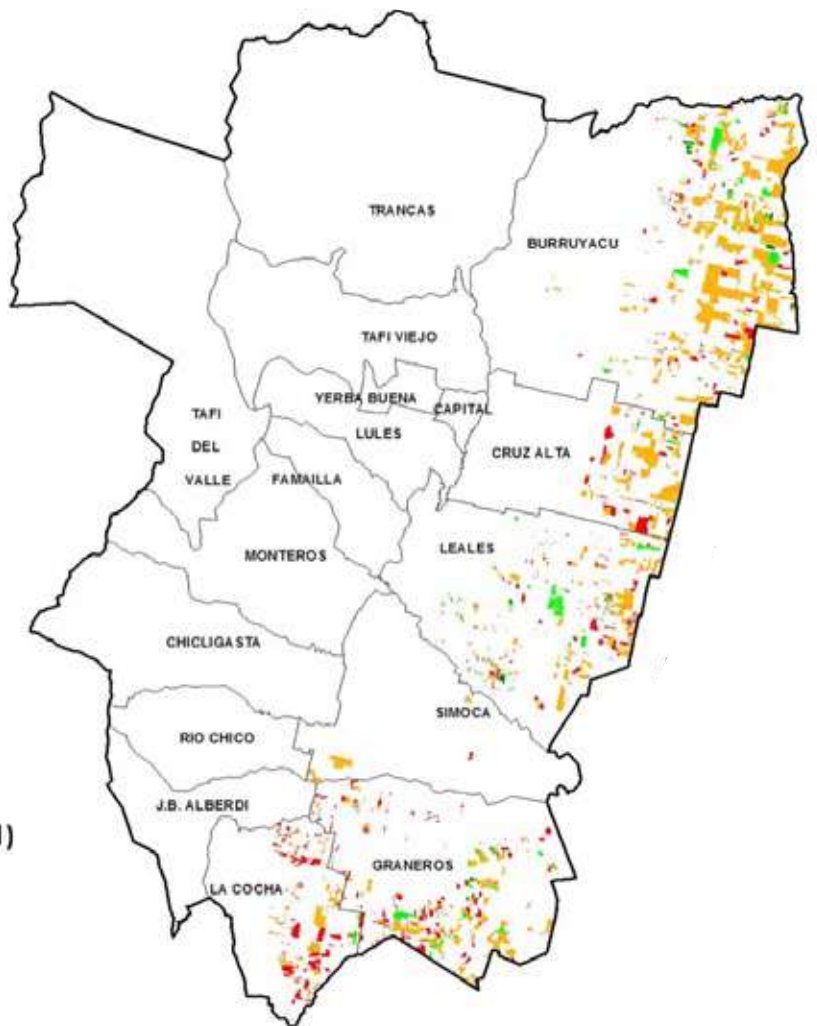 TRANCAS
BURRUYACU
TAFI VIEJO
YERBA BUENA
CAPITAL
TAFI
DEL
VALLE
LULES
CRUZ ALTA
FAMAILLA
LEALES
MONTEROS
CHICLIGASTA
SIMOCA
RIO CHICO
J.B. ALBERDI
GRANEROS
LA COCHA